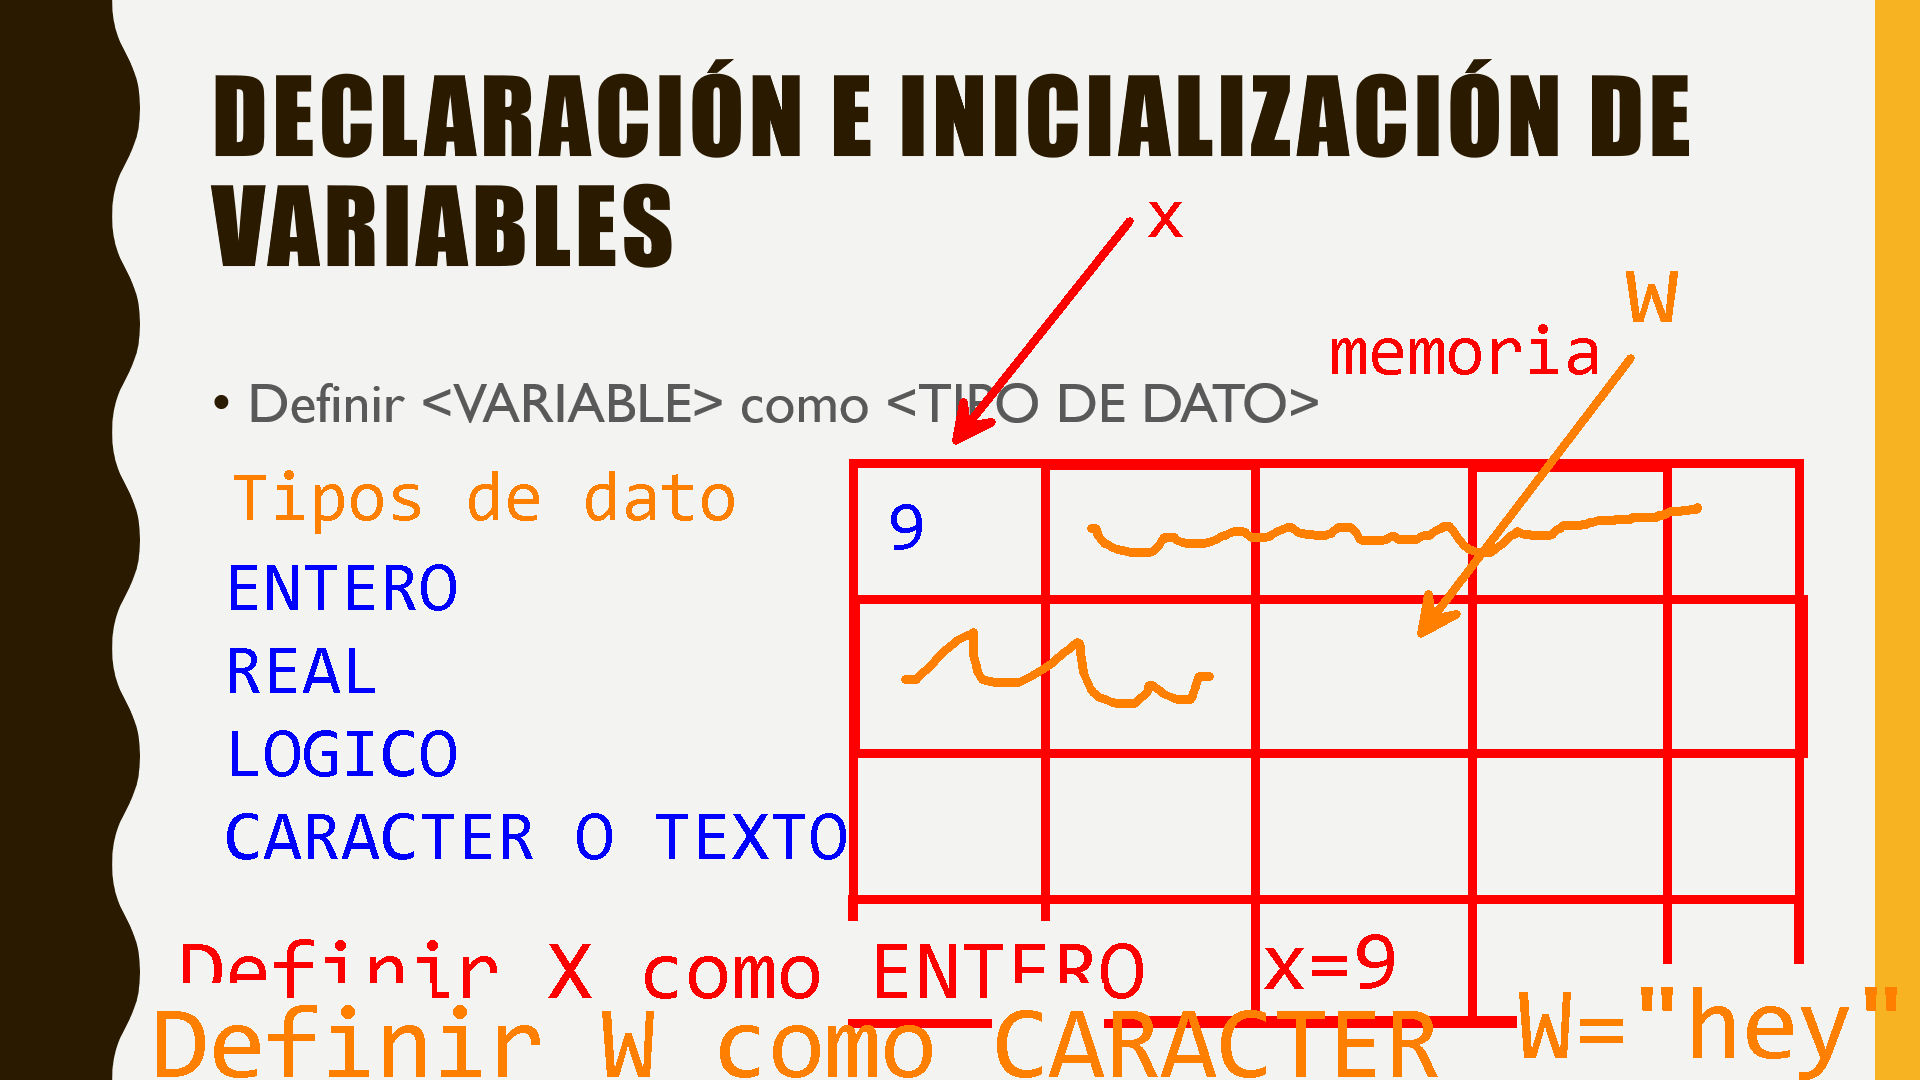 DECLARACIÓN E INICIALIZACIÓN DE
VARIABLES
x
W
memoria
• Definir <VARIABLE> como <TIPO DE DATO>
Tipos de dato
9
ENTERO
REAL
LOGICO
CARACTER O TEXTO
Definir X como ENTERO x=9
Definir W como CARACTER W="hey"